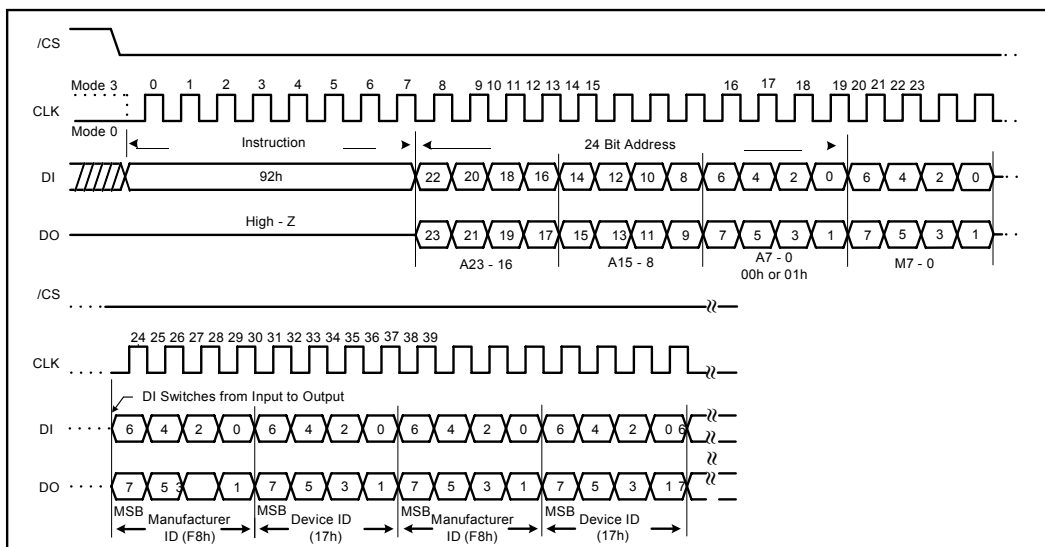 /CS
Mode 3 0 1 2 3 4 5 6 7 8 9 10 11 12 13 14 15 16 17 18 19 20 21 22 23
CLK
Mode 0
Instruction 24 Bit Address
DI 92h 22 20 18 16 14 12 10 8 6 4 2 0 6 4 2 0
High - Z
DO 23 21 19 17 15 13 11 9 7 5 3 1 7 5 3 1
A23 - 16 A15 - 8 A7 - 0 M7 - 0
00h or 01h
/CS
24 25 26 27 28 29 30 31 32 33 34 35 36 37 38 39
CLK
DI Switches from Input to Output
DI 6 4 2 0 6 4 2 0 6 4 2 0 6 4 2 0 6
DO 7 5 3 1 7 5 3 1 7 5 3 1 7 5 3 1 7
MSB MSB MSB MSB
Manufacturer Device ID Manufacturer Device ID
ID (F8h) (17h) ID (F8h) (17h)